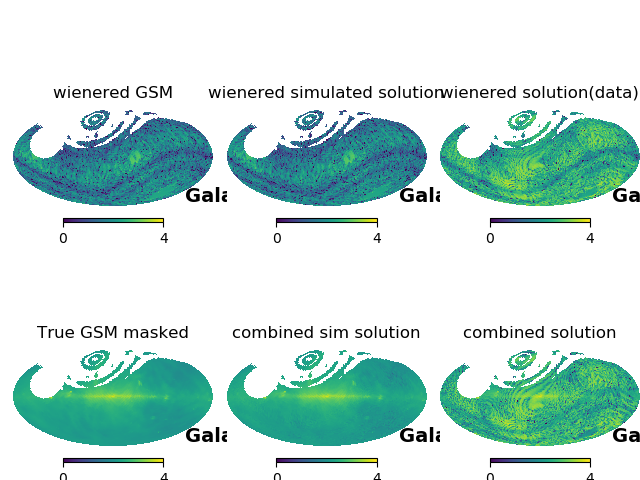 wienered GSM
wienered simulated solution
wienered solution(data)
Gala
Gala
Ga
0 4
0 4
0 4
True GSM masked
combined sim solution
combined solution
Gala
Gala
Ga
0 4
0 4
0 4